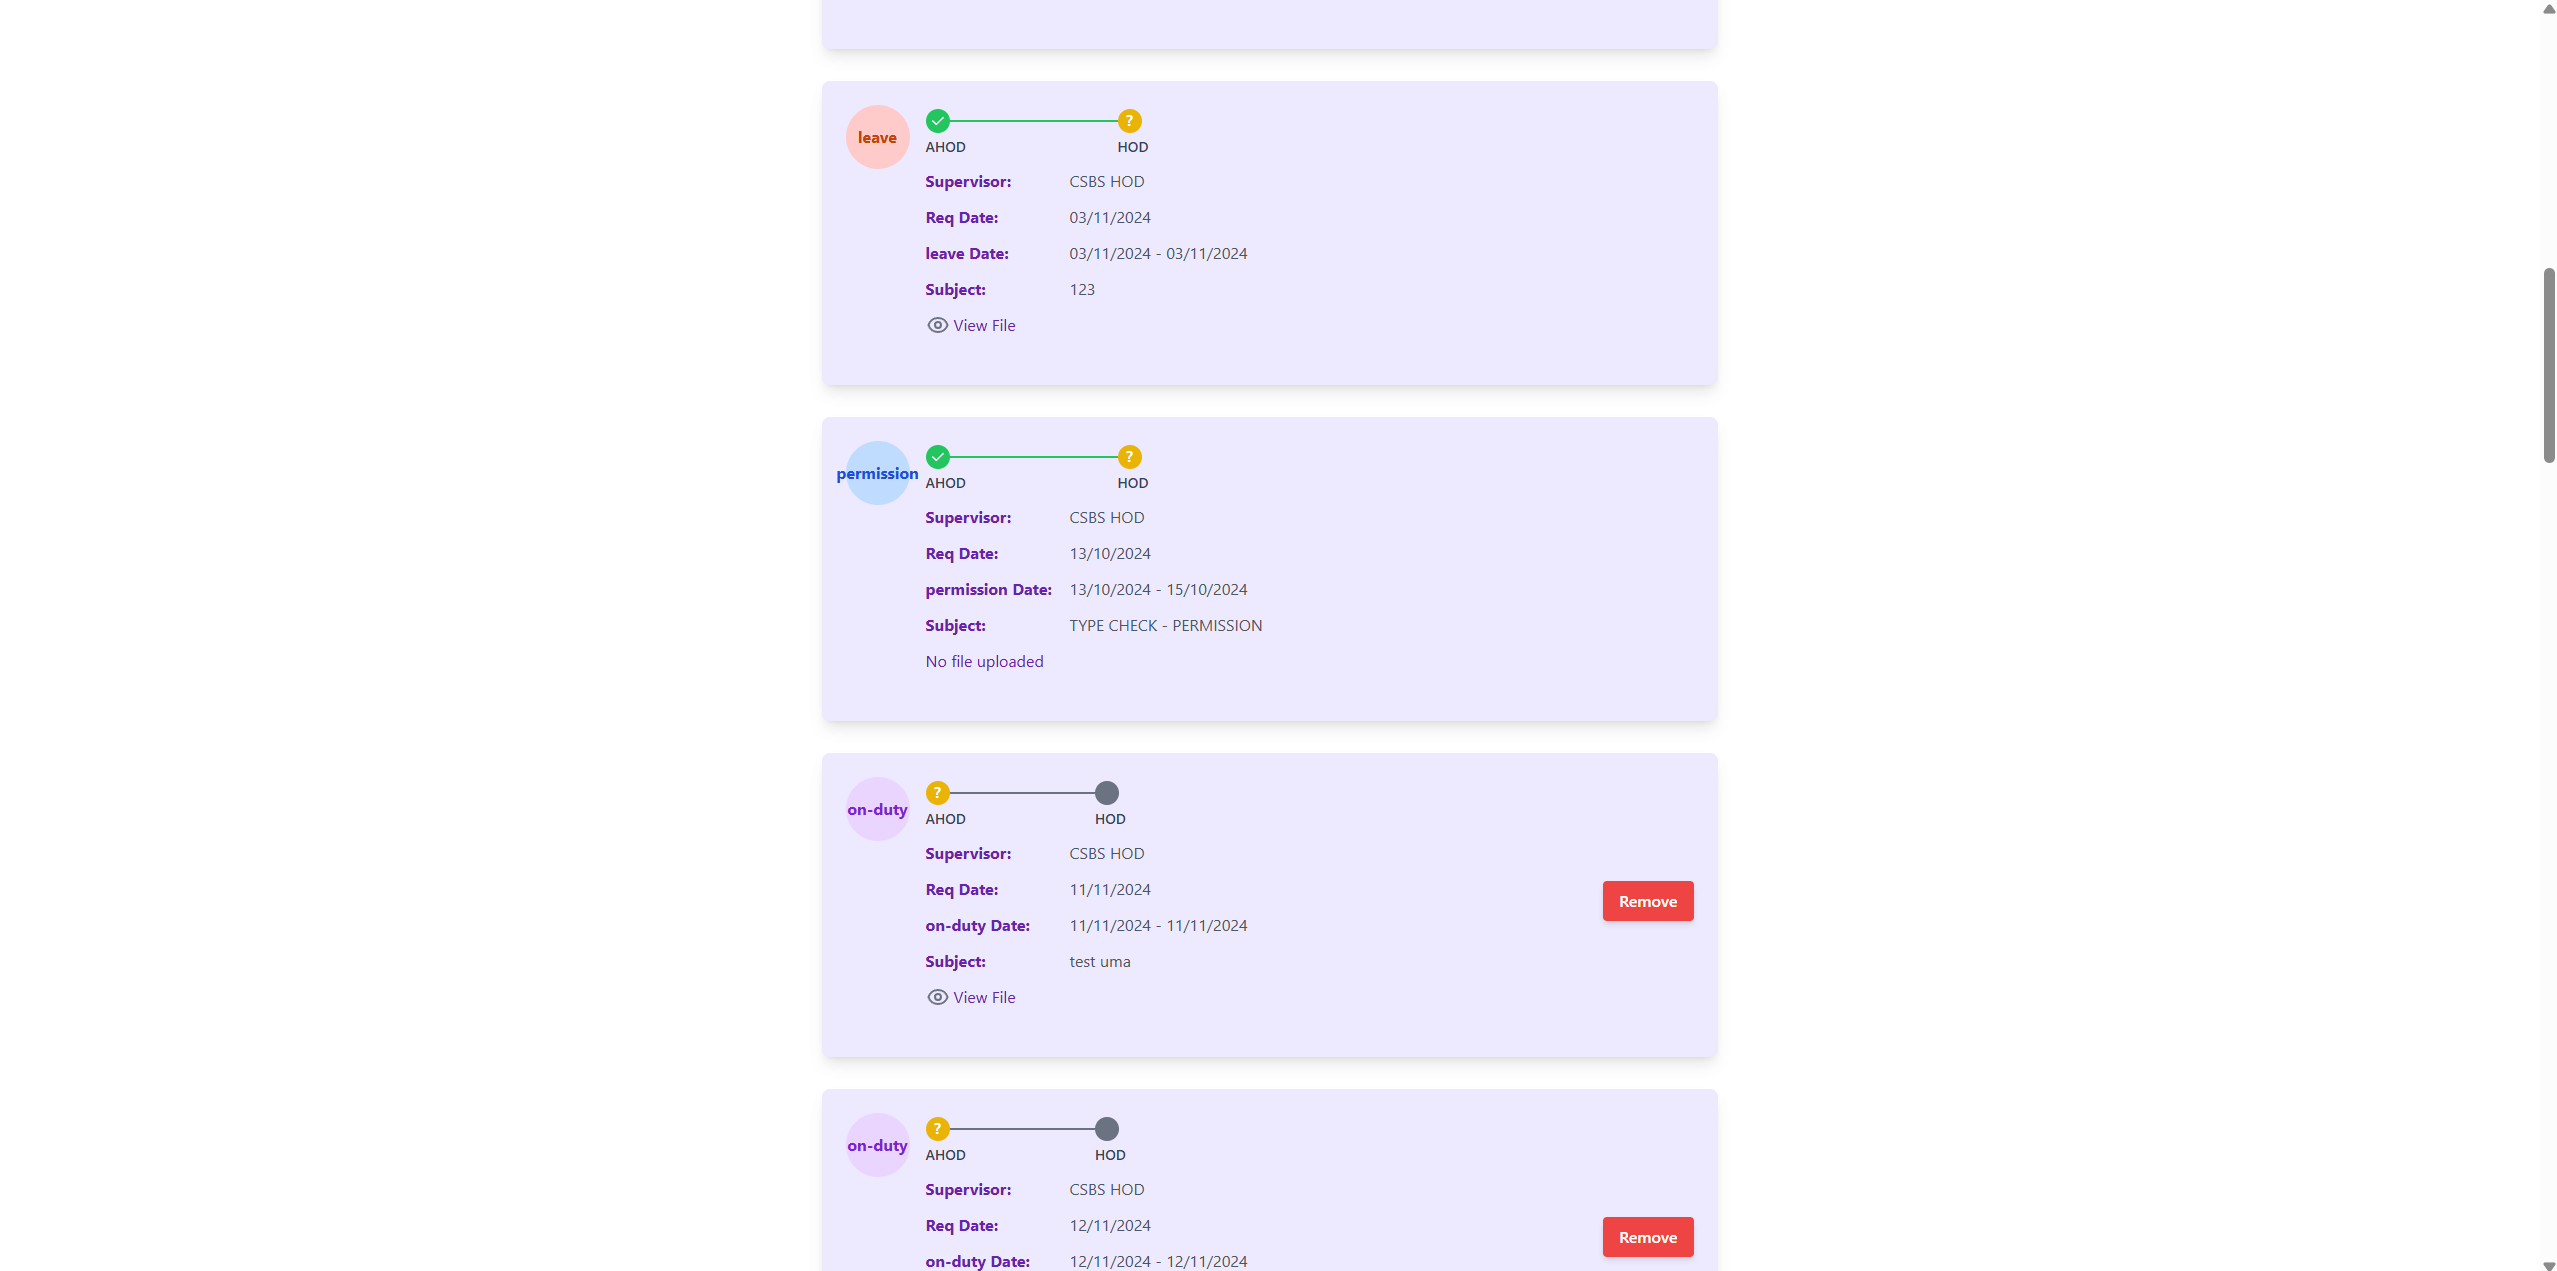 leave
?
AHOD HOD
Supervisor: CSBS HOD
Req Date: 03/11/2024
leave Date: 03/11/2024 - 03/11/2024
Subject: 123
View File
permission
?
AHOD HOD
Supervisor: CSBS HOD
Req Date: 13/10/2024
permission Date: 13/10/2024 - 15/10/2024
Subject: TYPE CHECK - PERMISSION
No file uploaded
on-duty
?
AHOD HOD
Supervisor: CSBS HOD
Req Date: 11/11/2024
Remove
on-duty Date: 11/11/2024 - 11/11/2024
Subject: test uma
View File
on-duty
?
AHOD HOD
Supervisor: CSBS HOD
Req Date: 12/11/2024
Remove
on-duty Date: 12/11/2024 - 12/11/2024